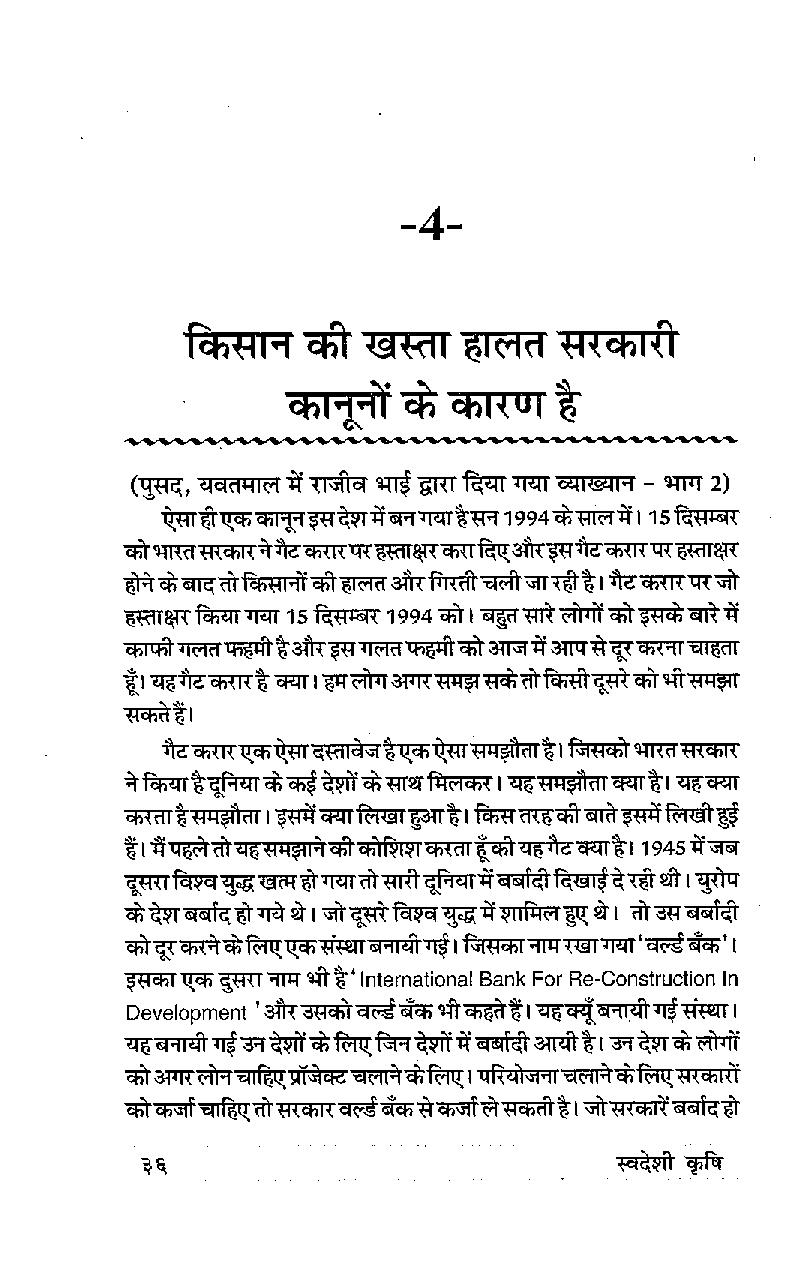 -4-
किसान की खस्ता हालत सरकारी
कानूनों के कारण है
(पुसद, यवतमाल में राजीव भाई द्वारा दिया गया व्याख्यान - भाग 2)
ऐसा ही एक कानून इस देश में बन गया है सन 1994 के साल में। 15 दिसम्बर
को भारत सरकार ने गैट करार पर हस्ताक्षर करा दिए और इस गैट करार पर हस्ताक्षर
होने के बाद तो किसानों की हालत और गिरती चली जा रही है। गैट करार पर जो
हस्ताक्षर किया गया 15 दिसम्बर 1994 को। बहुत सारे लोगों को इसके बारे में
काफी गलत फहमी है और इस गलत फहमी को आज में आप से दूर करना चाहता
हूँ। यह गैट करार है क्या। हम लोग अगर समझ सके तो किसी दूसरे को भी समझा
सकते हैं।
गैट करार एक ऐसा दस्तावेज है एक ऐसा समझौता है। जिसको भारत सरकार
ने किया है दूनिया के कई देशों के साथ मिलकर। यह समझौता क्या है। यह क्या
करता है समझौता। इसमें क्या लिखा हुआ है। किस तरह की बाते इसमें लिखी हुई
हैं। मैं पहले तो यह समझाने की कोशिश करता हूँ की यह गैट क्या है। 1945 में जब
दूसरा विश्व युद्ध खत्म हो गया तो सारी दूनिया में बर्बादी दिखाई दे रही थी। युरोप
के देश बर्बाद हो गये थे। जो दूसरे विश्व युद्ध में शामिल हुए थे। तो उस बर्बादी
को दूर करने के लिए एक संस्था बनायी गई। जिसका नाम रखा गया 'वर्ल्ड बैंक'।
इसका एक दुसरा नाम भी है' International Bank For Re-Construction In
Development ' और उसको वर्ल्ड बैंक भी कहते हैं। यह क्यूँ बनायी गई संस्था।
यह बनायी गई उन देशों के लिए जिन देशों में बर्बादी आयी है। उन देश के लोगों
को अगर लोन चाहिए प्रॉजेक्ट चलाने के लिए। परियोजना चलाने के लिए सरकारों
को कर्जा चाहिए तो सरकार वर्ल्ड बैंक से कर्जा ले सकती है। जो सरकारें बर्बाद हो
३६ स्वदेशी कृषि